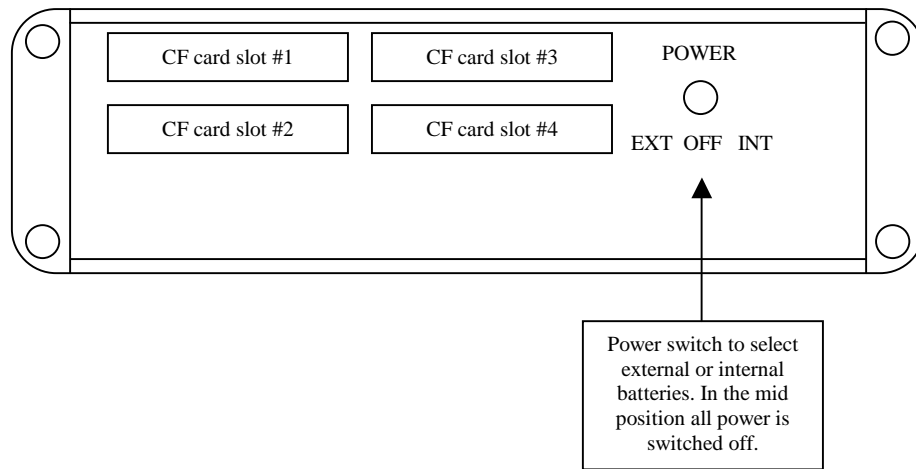 CF card slot #1
CF card slot #3
POWER
CF card slot #2
CF card slot #4
EXT OFF INT
Power switch to select
external or internal
batteries. In the mid
position all power is
switched off.